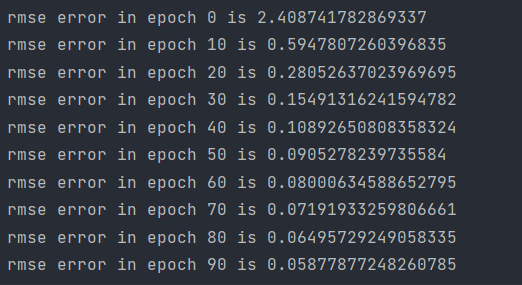 rmse error in epoch 0 is 2.408741782869337
rmse error in epoch 10 is 0.5947807260396835
rmse error in epoch 20 is 0.28052637023969695
rmse error in epoch 30 is 0.15491316241594782
rmse error in epoch 40 is 0.10892650808358324
rmse error in epoch 50 is 0.0905278239735584
rmse error in epoch 60 is 0.08000634588652795
rmse error in epoch 70 is 0.07191933259806661
rmse error in epoch 80 is 0.06495729249058335
rmse error in epoch 90 is 0.05877877248260785